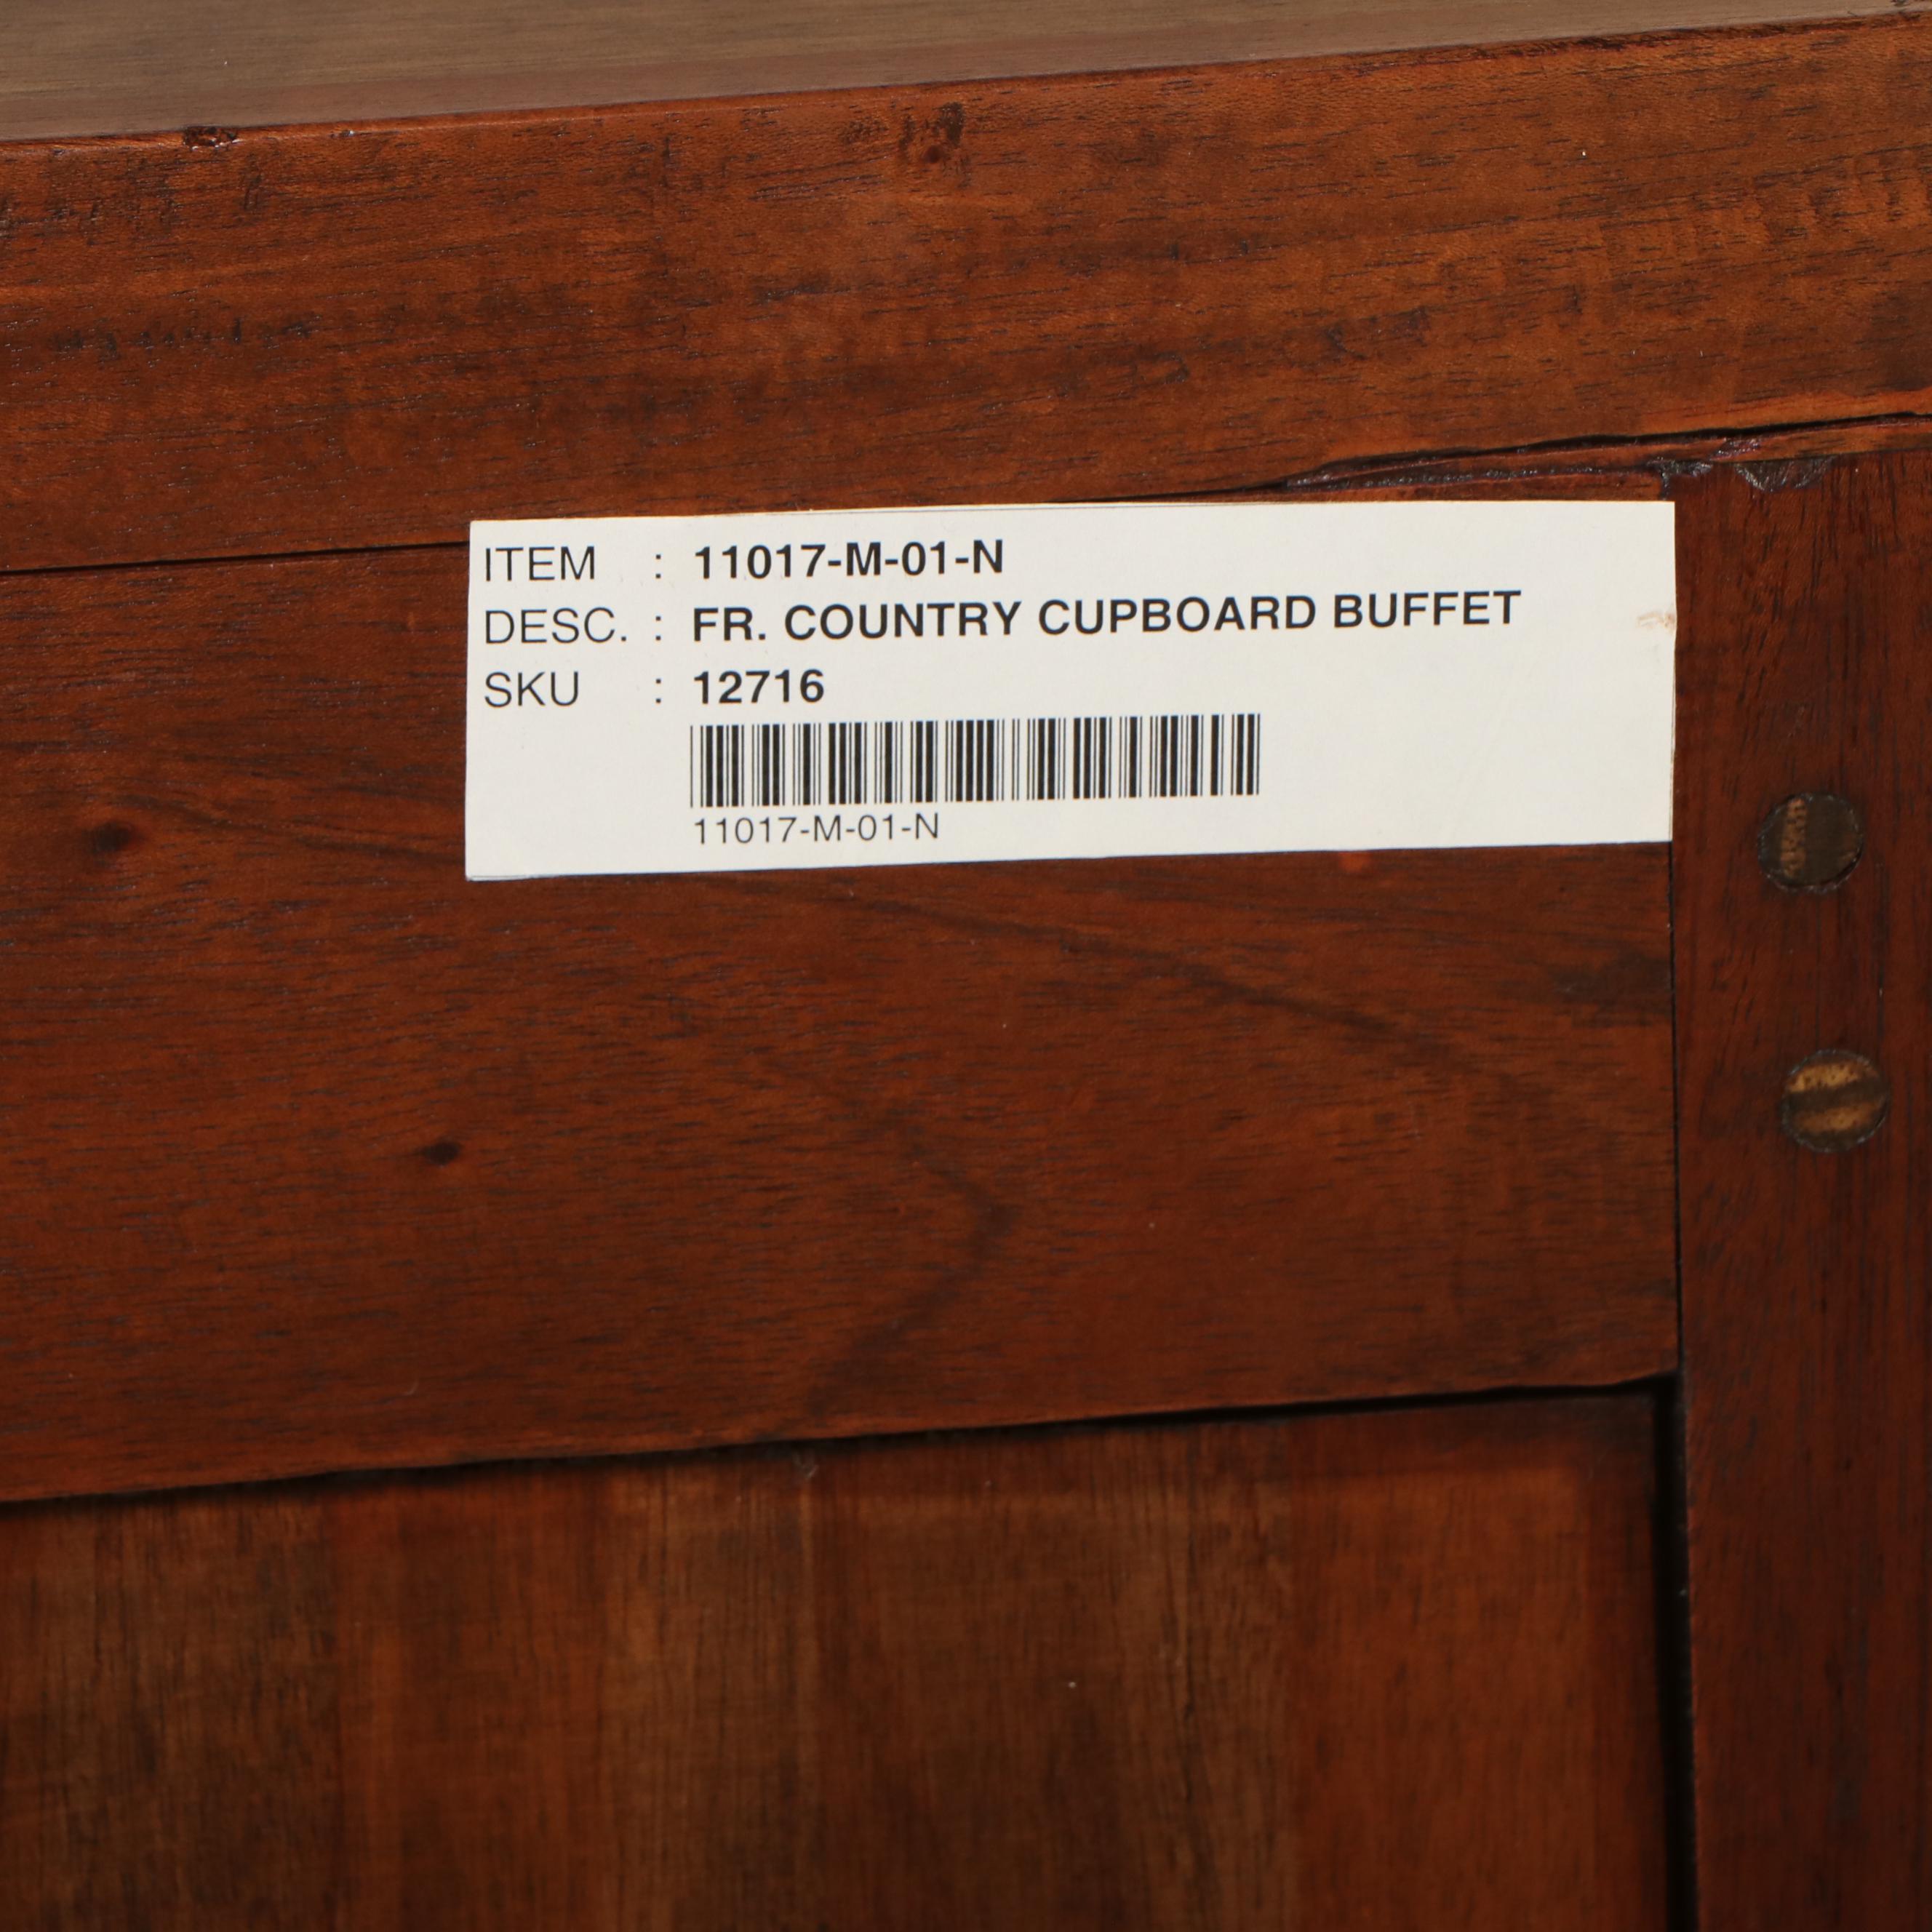 ITEM : 11017-M-01-N
DESC. : FR. COUNTRY CUPBOARD BUFFET
SKU : 12716
11017-M-01-N